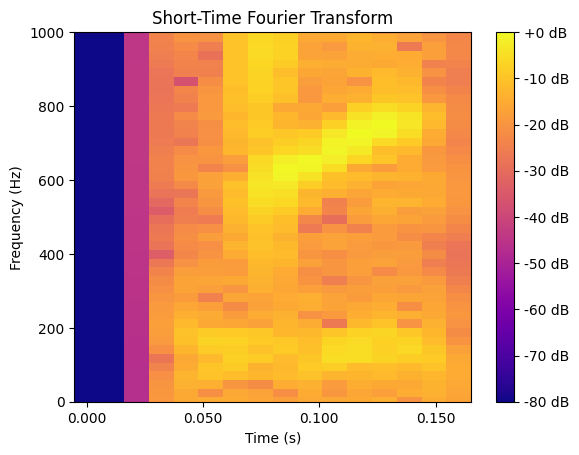 Short-Time Fourier Transform
1000
800
600
400
200
0
Frequency (Hz)
0.000
0.050
0.100
0.150
Time (s)
+0 dB
-10 dB
-20 dB
-30 dB
-40 dB
-50 dB
-60 dB
-70 dB
-80 dB